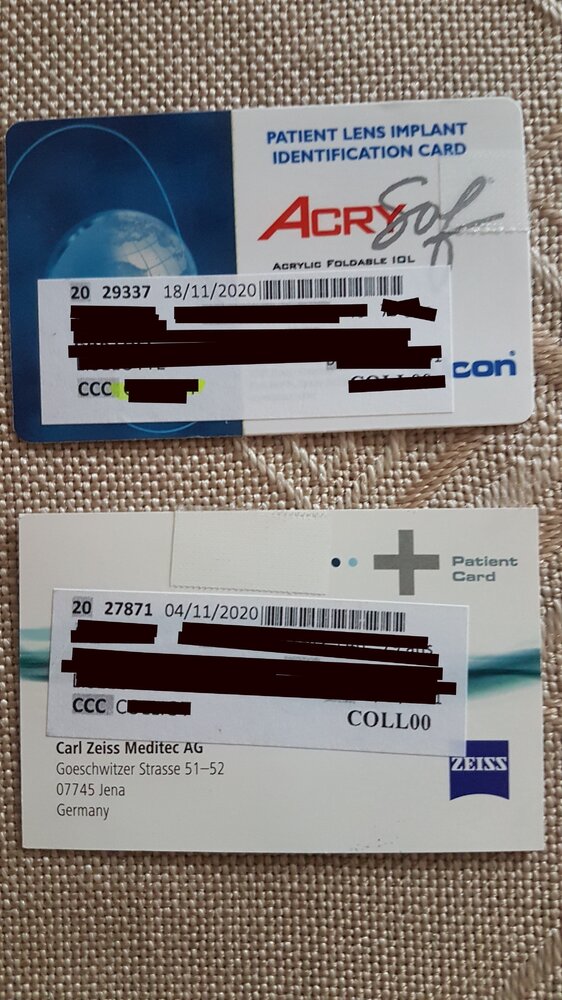 PATIENT LENS IMPLANT
IDENTIFICATION CARD
ACRYSof
ACRYLIC FOLDABLE IOL
20 29337 18/11/2020
con
CCC
Patient
Card
20 27871 04/11/2020
CCC C
COLL00
Carl Zeiss Meditec AG
Goeschwitzer Strasse 51–52
07745 Jena
Germany
ZEISS